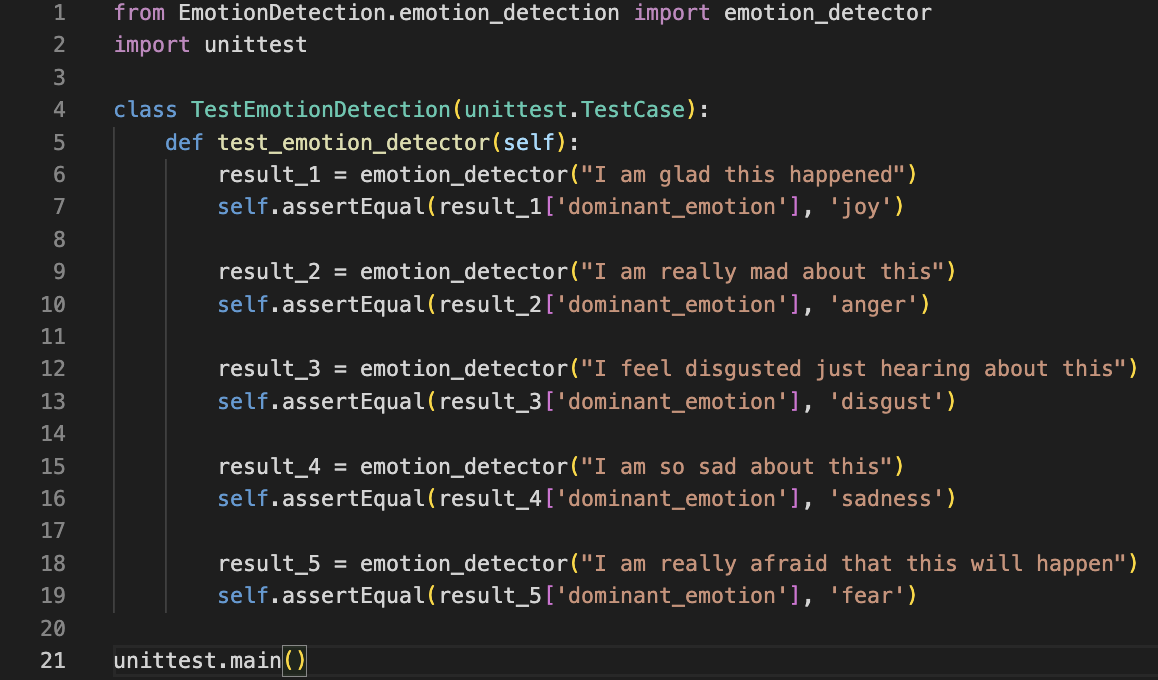 1 from EmotionDetection.emotion_detection import emotion_detector
2 import unittest
3
4 class TestEmotionDetection(unittest.TestCase):
5     def test_emotion_detector(self):
6         result_1 = emotion_detector("I am glad this happened")
7         self.assertEqual(result_1['dominant_emotion'], 'joy')
8
9         result_2 = emotion_detector("I am really mad about this")
10         self.assertEqual(result_2['dominant_emotion'], 'anger')
11
12         result_3 = emotion_detector("I feel disgusted just hearing about this")
13         self.assertEqual(result_3['dominant_emotion'], 'disgust')
14
15         result_4 = emotion_detector("I am so sad about this")
16         self.assertEqual(result_4['dominant_emotion'], 'sadness')
17
18         result_5 = emotion_detector("I am really afraid that this will happen")
19         self.assertEqual(result_5['dominant_emotion'], 'fear')
20
21 unittest.main()